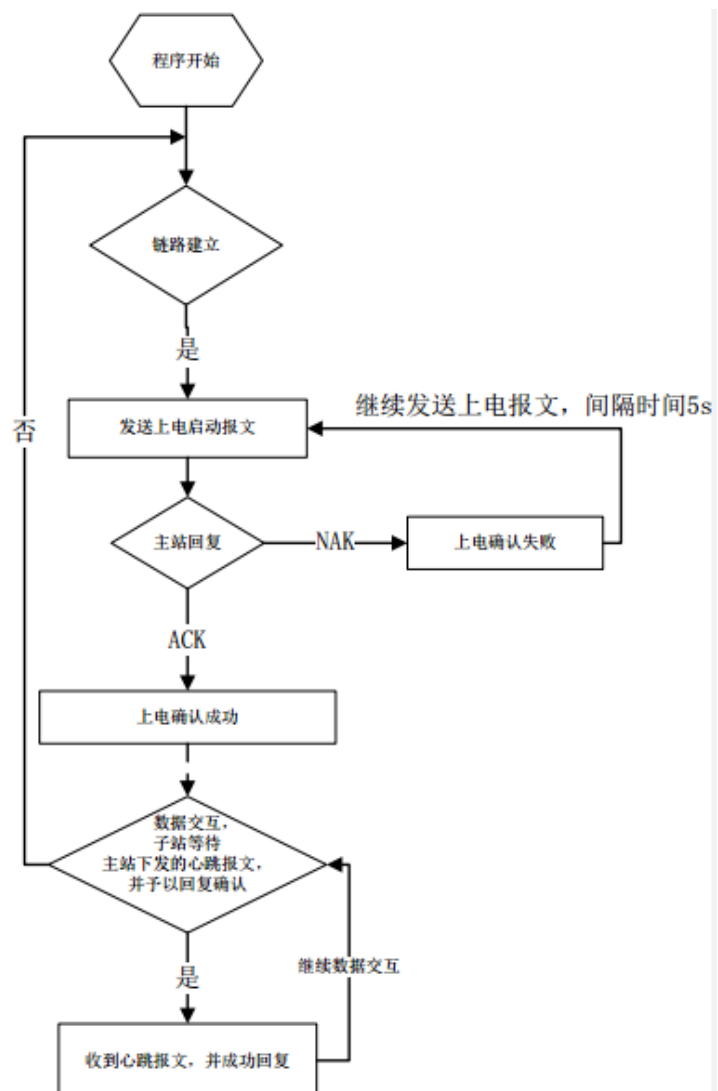 程序开始
链路建立
是
否
继续发送上电报文，间隔时间5s
发送上电启动报文
主站回复
NAK
上电确认失败
ACK
上电确认成功
数据交互，
子站等待
主站下发的心跳报文，
并予以回复确认
是
继续数据交互
收到心跳报文，并成功回复